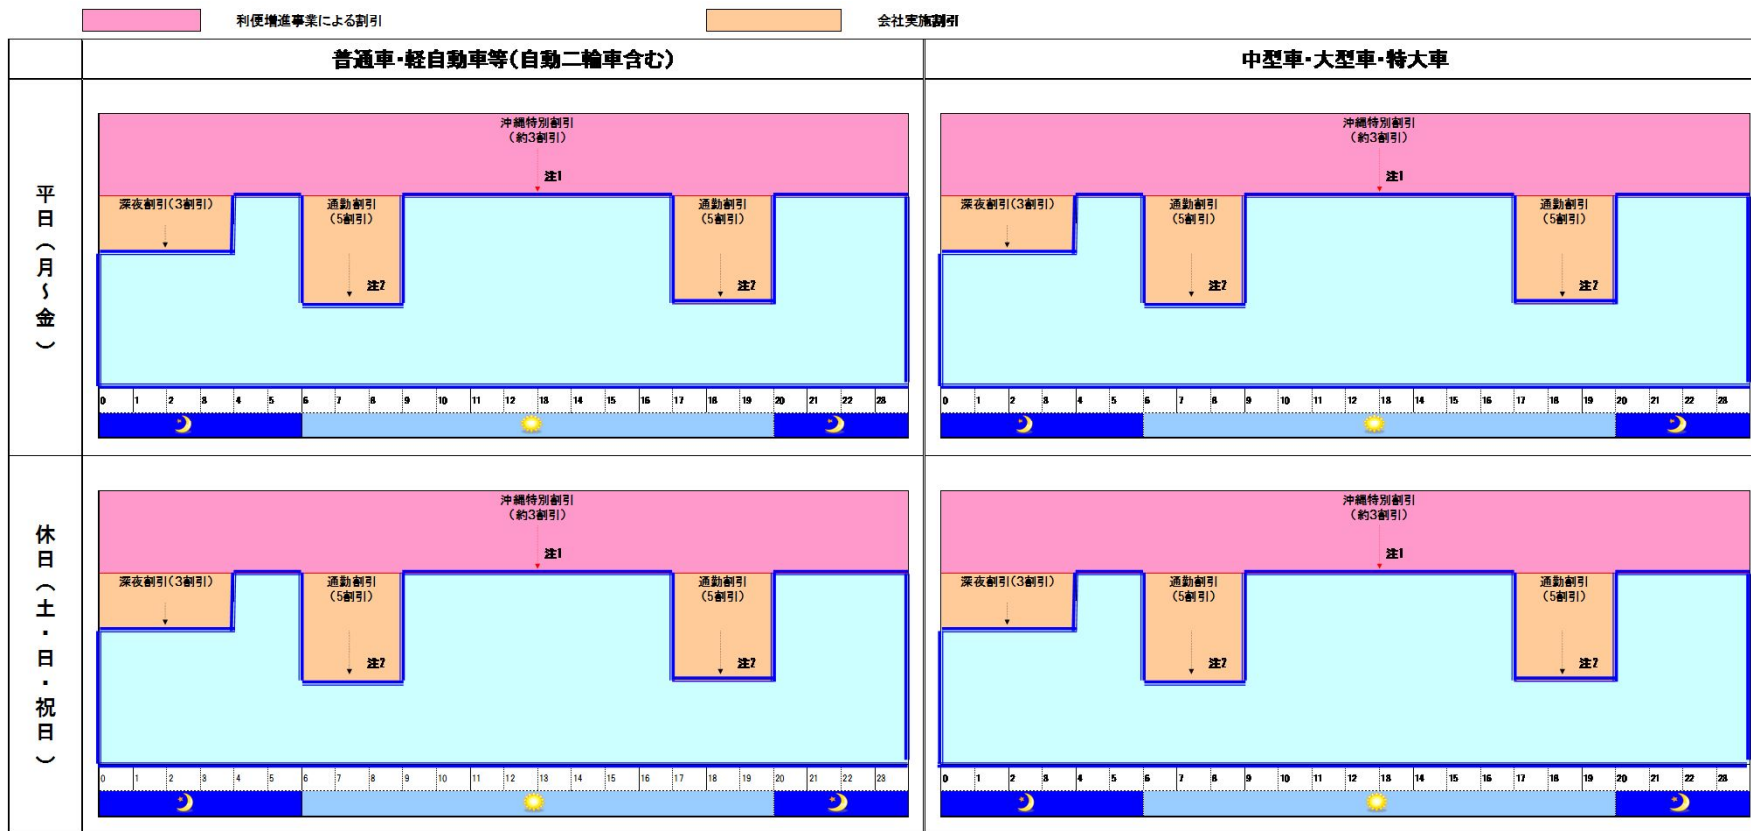 利便増進事業による割引 会社実施割引
普通車・軽自動車等(自動二輪車含む) 中型車・大型車・特大車
平日(月~金)
沖縄特別割引
(約3割引)
注1
深夜割引(3割引)
通勤割引
(5割引)
注2
通勤割引
(5割引)
注2
0 1 2 3 4 5 6 7 8 9 10 11 12 13 14 15 16 17 18 19 20 21 22 23
沖縄特別割引
(約3割引)
注1
深夜割引(3割引)
通勤割引
(5割引)
注2
通勤割引
(5割引)
注2
0 1 2 3 4 5 6 7 8 9 10 11 12 13 14 15 16 17 18 19 20 21 22 23
休日(土・日・祝日)
沖縄特別割引
(約3割引)
注1
深夜割引(3割引)
通勤割引
(5割引)
注2
通勤割引
(5割引)
注2
0 1 2 3 4 5 6 7 8 9 10 11 12 13 14 15 16 17 18 19 20 21 22 23
沖縄特別割引
(約3割引)
注1
深夜割引(3割引)
通勤割引
(5割引)
注2
通勤割引
(5割引)
注2
0 1 2 3 4 5 6 7 8 9 10 11 12 13 14 15 16 17 18 19 20 21 22 23